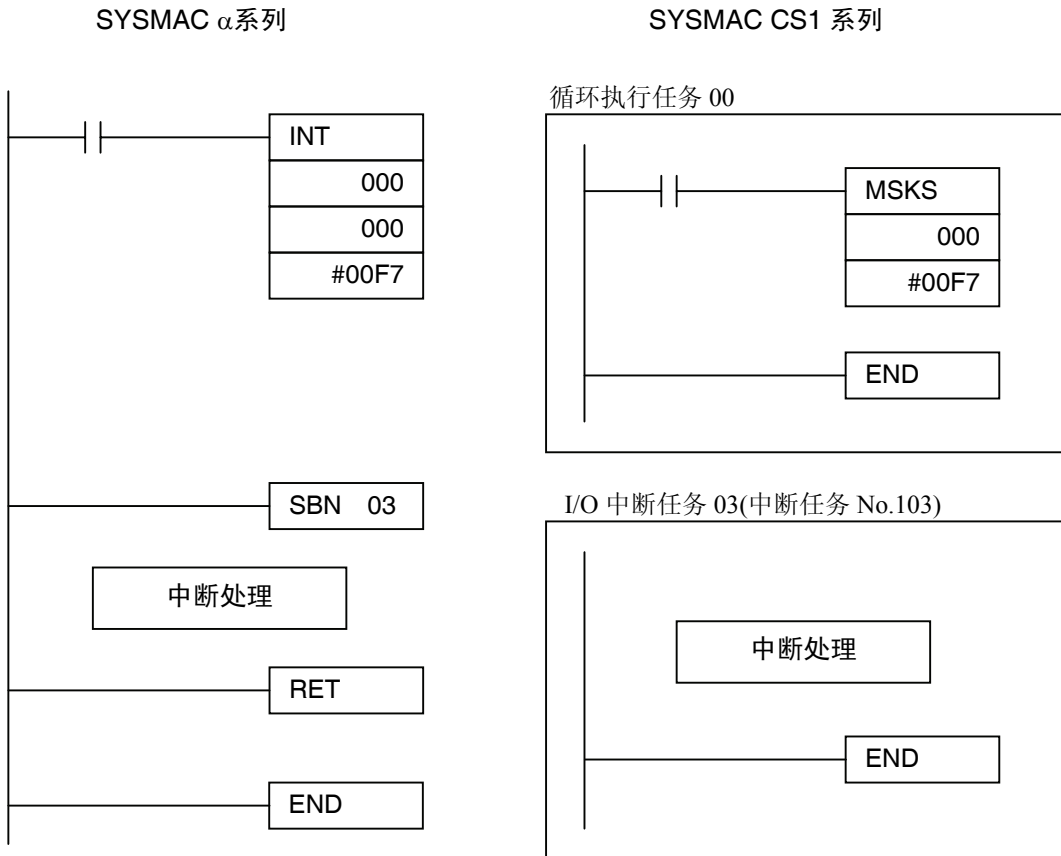 SYSMAC α系列
INT
000
000
#00F7
SBN 03
中断处理
RET
END
SYSMAC CS1 系列
循环执行任务 00
MSKS
000
#00F7
END
I/O 中断任务 03(中断任务 No.103)
中断处理
END